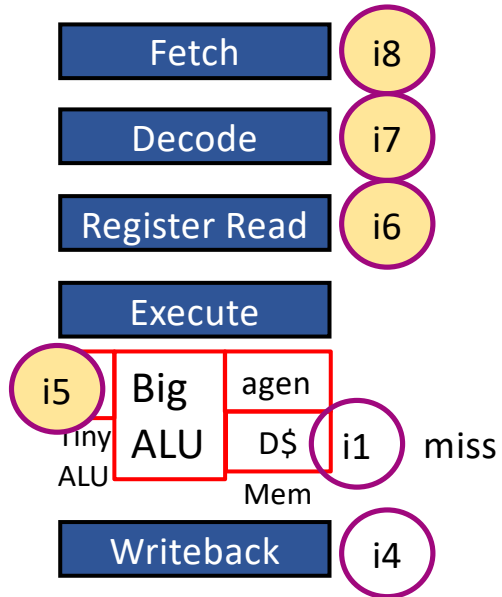 Fetch i8
Decode i7
Register Read i6
Execute
i5 Big agen
Tiny ALU D$ i1 miss
ALU Mem
Writeback i4